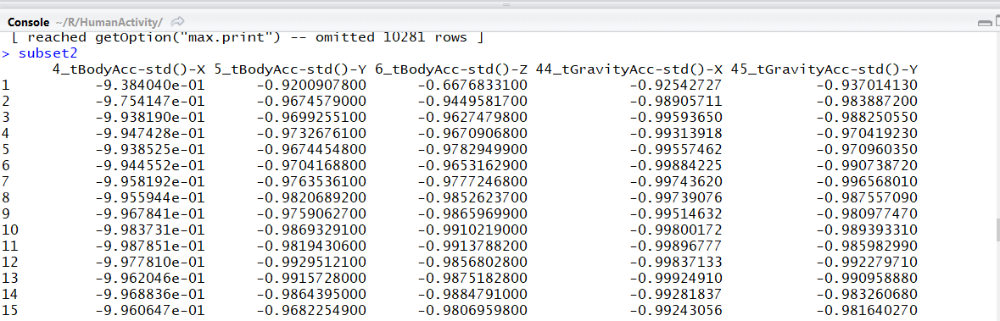 Console ~/R/HumanActivity/
[ reached getOption("max.print") -- omitted 10281 rows ]
> subset2
4_tBodyAcc-std()-X 5_tBodyAcc-std()-Y 6_tBodyAcc-std()-Z 44_tGravityAcc-std()-X 45_tGravityAcc-std()-Y
1 -9.384040e-01 -0.9200907800 -0.6676833100 -0.92542727 -0.937014130
2 -9.754147e-01 -0.9674579000 -0.9449581700 -0.98905711 -0.983887200
3 -9.938190e-01 -0.9699255100 -0.9627479800 -0.99593650 -0.988250550
4 -9.947428e-01 -0.9732676100 -0.9670906800 -0.99313918 -0.970419230
5 -9.938525e-01 -0.9674454800 -0.9782949900 -0.99557462 -0.970960350
6 -9.944552e-01 -0.9704168800 -0.9653162900 -0.99884225 -0.990738720
7 -9.958192e-01 -0.9763536100 -0.9777246800 -0.99743620 -0.996568010
8 -9.955944e-01 -0.9820689200 -0.9852623700 -0.99739076 -0.987557090
9 -9.967841e-01 -0.9759062700 -0.9865969900 -0.99514632 -0.980977470
10 -9.983731e-01 -0.9869329100 -0.9910219000 -0.99800172 -0.989393310
11 -9.987851e-01 -0.9819430600 -0.9913788200 -0.99896777 -0.985982990
12 -9.977810e-01 -0.9929512100 -0.9856802800 -0.99837133 -0.992279710
13 -9.962046e-01 -0.9915728000 -0.9875182800 -0.99924910 -0.990958880
14 -9.968836e-01 -0.9864395000 -0.9884791000 -0.99281837 -0.983260680
15 -9.960647e-01 -0.9682254900 -0.9806959800 -0.99243056 -0.981640270